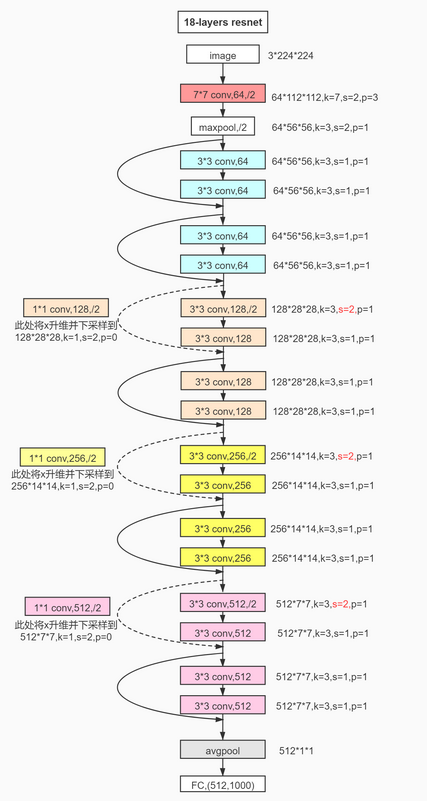 18-layers resnet
image 3*224*224
7*7 conv,64,/2 64*112*112,k=7,s=2,p=3
maxpool,/2 64*56*56,k=3,s=2,p=1
3*3 conv,64 64*56*56,k=3,s=1,p=1
3*3 conv,64 64*56*56,k=3,s=1,p=1
3*3 conv,64 64*56*56,k=3,s=1,p=1
3*3 conv,64 64*56*56,k=3,s=1,p=1
1*1 conv,128,/2 3*3 conv,128,/2 128*28*28,k=3,s=2,p=1
此处将x升维并下采样到
128*28*28,k=1,s=2,p=0 3*3 conv,128 128*28*28,k=3,s=1,p=1
3*3 conv,128 128*28*28,k=3,s=1,p=1
3*3 conv,128 128*28*28,k=3,s=1,p=1
1*1 conv,256,/2 3*3 conv,256,/2 256*14*14,k=3,s=2,p=1
此处将x升维并下采样到
256*14*14,k=1,s=2,p=0 3*3 conv,256 256*14*14,k=3,s=1,p=1
3*3 conv,256 256*14*14,k=3,s=1,p=1
3*3 conv,256 256*14*14,k=3,s=1,p=1
1*1 conv,512,/2 3*3 conv,512,/2 512*7*7,k=3,s=2,p=1
此处将x升维并下采样到
512*7*7,k=1,s=2,p=0 3*3 conv,512 512*7*7,k=3,s=1,p=1
3*3 conv,512 512*7*7,k=3,s=1,p=1
3*3 conv,512 512*7*7,k=3,s=1,p=1
avgpool 512*1*1
FC,(512,1000)